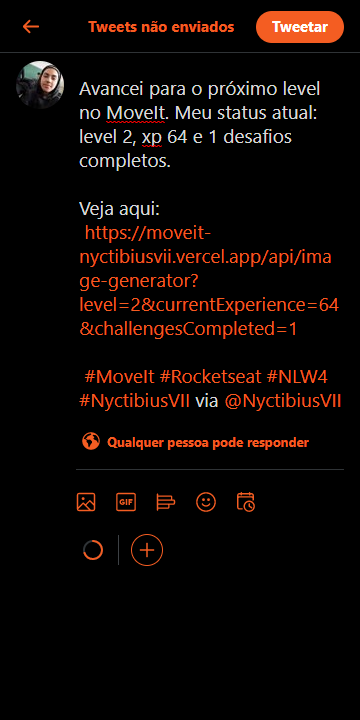 Tweets não enviados
Tweetar
Avancei para o próximo level
no MoveIt. Meu status atual:
level 2, xp 64 e 1 desafios
completos.
Veja aqui:
https://moveit-
nyctibiusvii.vercel.app/api/ima
ge-generator?
level=2&currentExperience=64
&challengesCompleted=1
#MoveIt #Rocketseat #NLW4
#NyctibiusVII via @NyctibiusVII
Qualquer pessoa pode responder
GIF